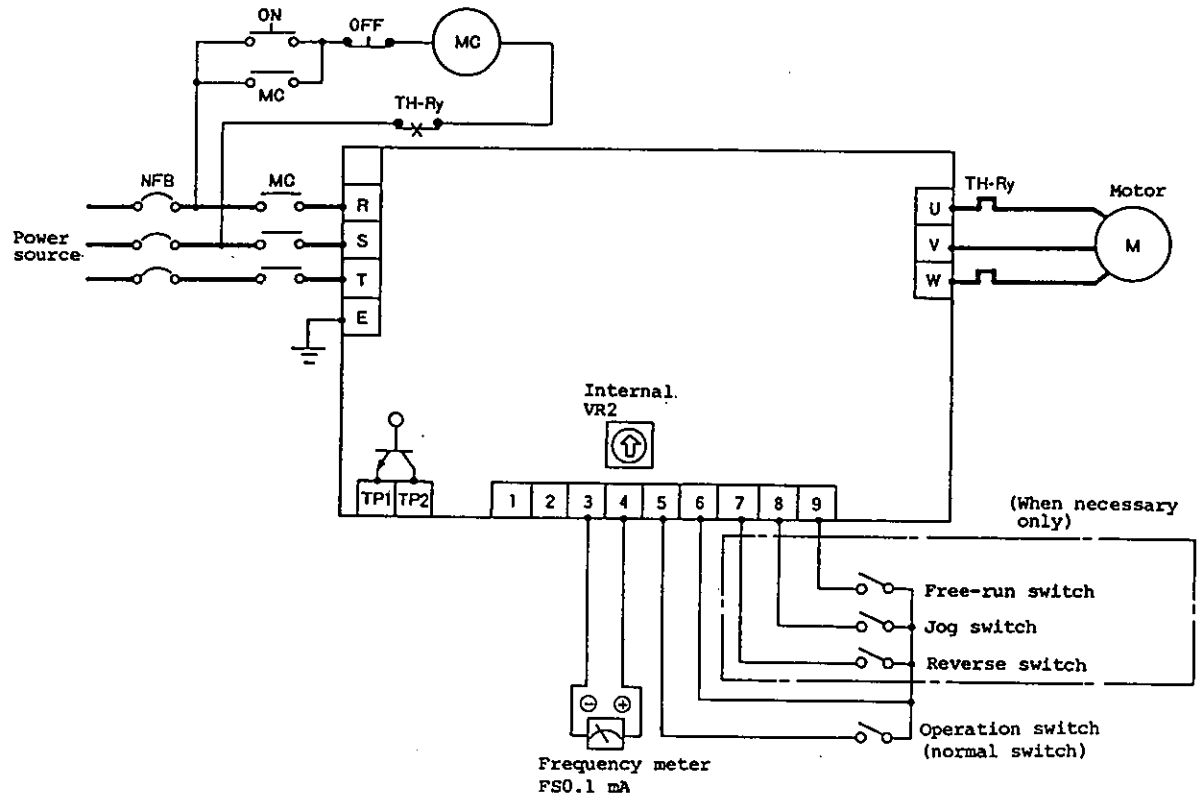 ON
OFF
MC
MC
TH-Ry
NFB
MC
R
S
T
E
Power
source
U
V
W
TH-Ry
Motor
M
Internal
VR2
TP1 TP2
1 2 3 4 5 6 7 8 9
(When necessary
only)
Free-run switch
Jog switch
Reverse switch
Operation switch
(normal switch)
Frequency meter
FS0.1 mA